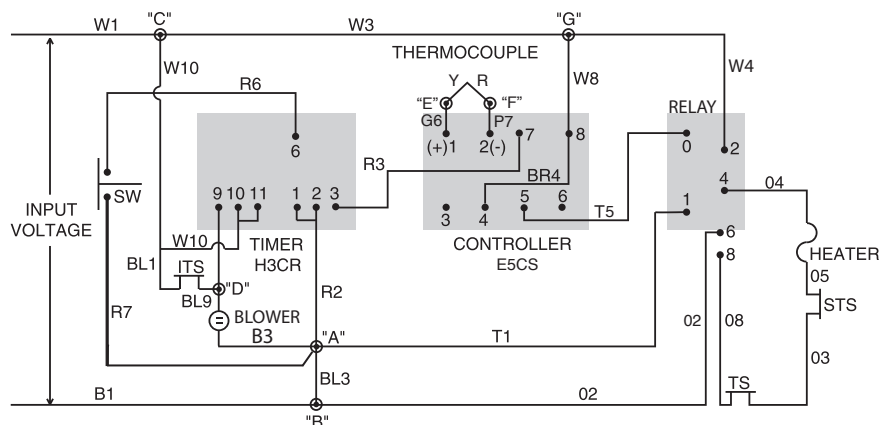 "C"
"G"
W1
W3
THERMOCOUPLE
W10
R6
Y R
W8
W4
"E"
"F"
RELAY
G6
P7
7
8
6
(+)1
2(-)
0
2
R3
BR4
4
04
SW
9 10 11
1 2 3
3
4
5
6
T5
1
INPUT
VOLTAGE
W10
TIMER
H3CR
CONTROLLER
E5CS
6
8
HEATER
BL1
ITS
BL9
"D"
R2
05
STS
R7
BLOWER
B3
"A"
T1
02
08
03
BL3
TS
B1
02
"B"